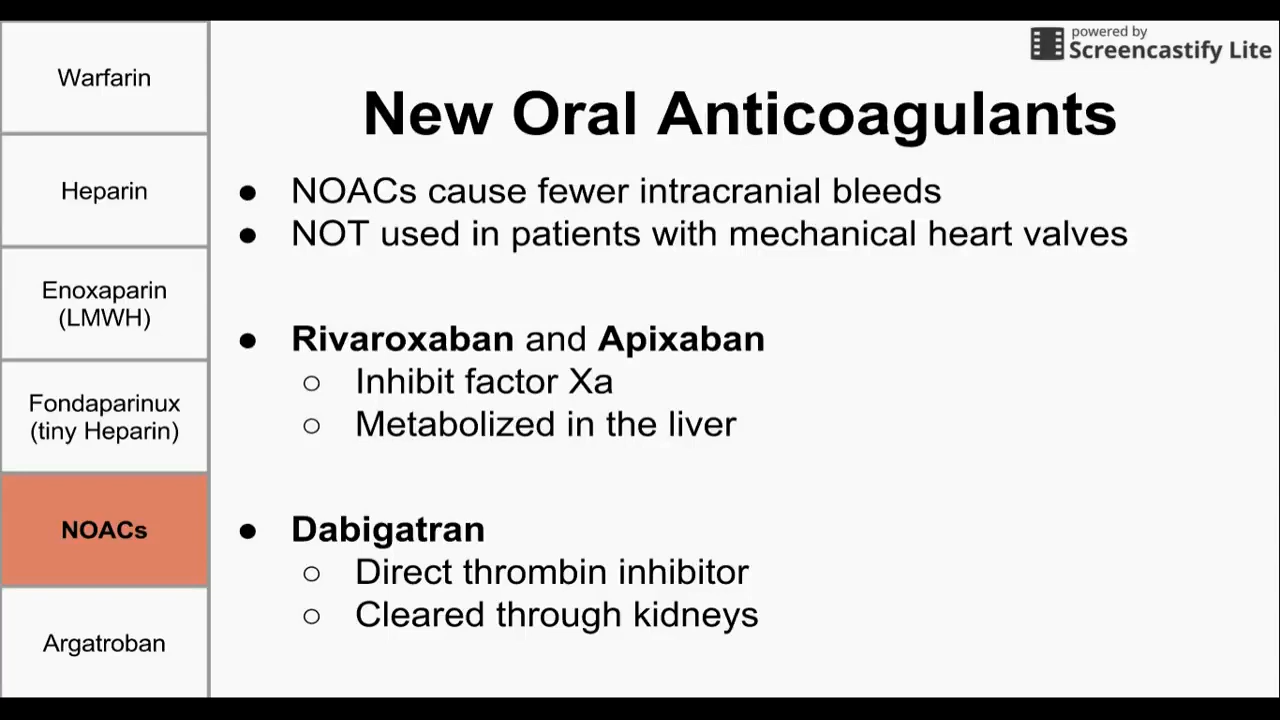 powered by
Screencastify Lite
Warfarin
Heparin
Enoxaparin
(LMWH)
Fondaparinux
(tiny Heparin)
NOACs
Argatroban
New Oral Anticoagulants
● NOACs cause fewer intracranial bleeds
● NOT used in patients with mechanical heart valves
● Rivaroxaban and Apixaban
○ Inhibit factor Xa
○ Metabolized in the liver
● Dabigatran
○ Direct thrombin inhibitor
○ Cleared through kidneys